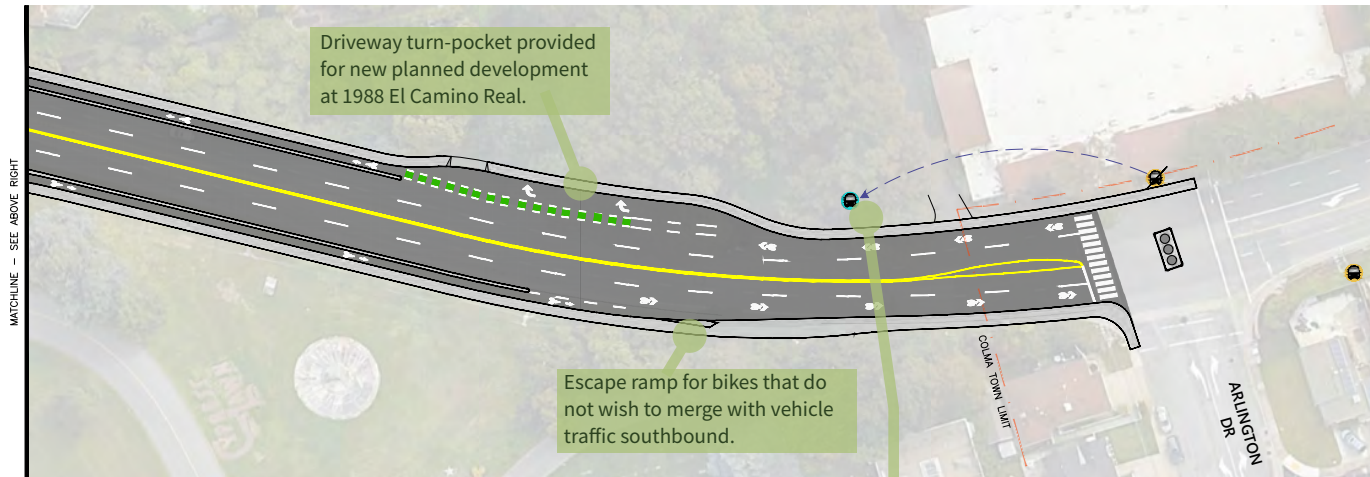 Driveway turn-pocket provided
for new planned development
at 1988 El Camino Real.
MATCHLINE – SEE ABOVE RIGHT
COLMA TOWN LIMIT
Escape ramp for bikes that do
not wish to merge with vehicle
traffic southbound.
ARLINGTON
DR